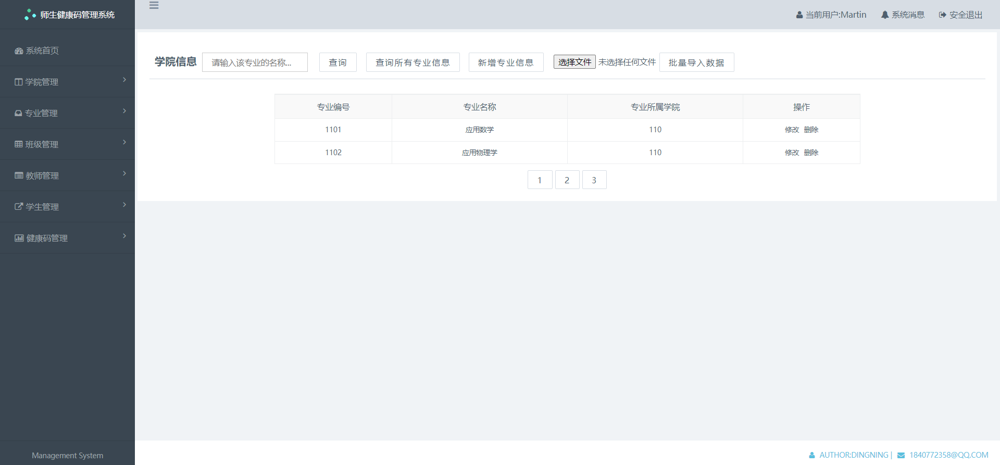 师生健康码管理系统
当前用户:Martin 系统消息 安全退出
系统首页
学院管理
专业管理
班级管理
教师管理
学生管理
健康码管理
学院信息 请输入该专业的名称... 查询 查询所有专业信息 新增专业信息 选择文件 未选择任何文件 批量导入数据
专业编号 专业名称 专业所属学院 操作
1101 应用数学 110 修改 删除
1102 应用物理学 110 修改 删除
1 2 3
Management System
AUTHOR:DINGNING | 1840772358@QQ.COM